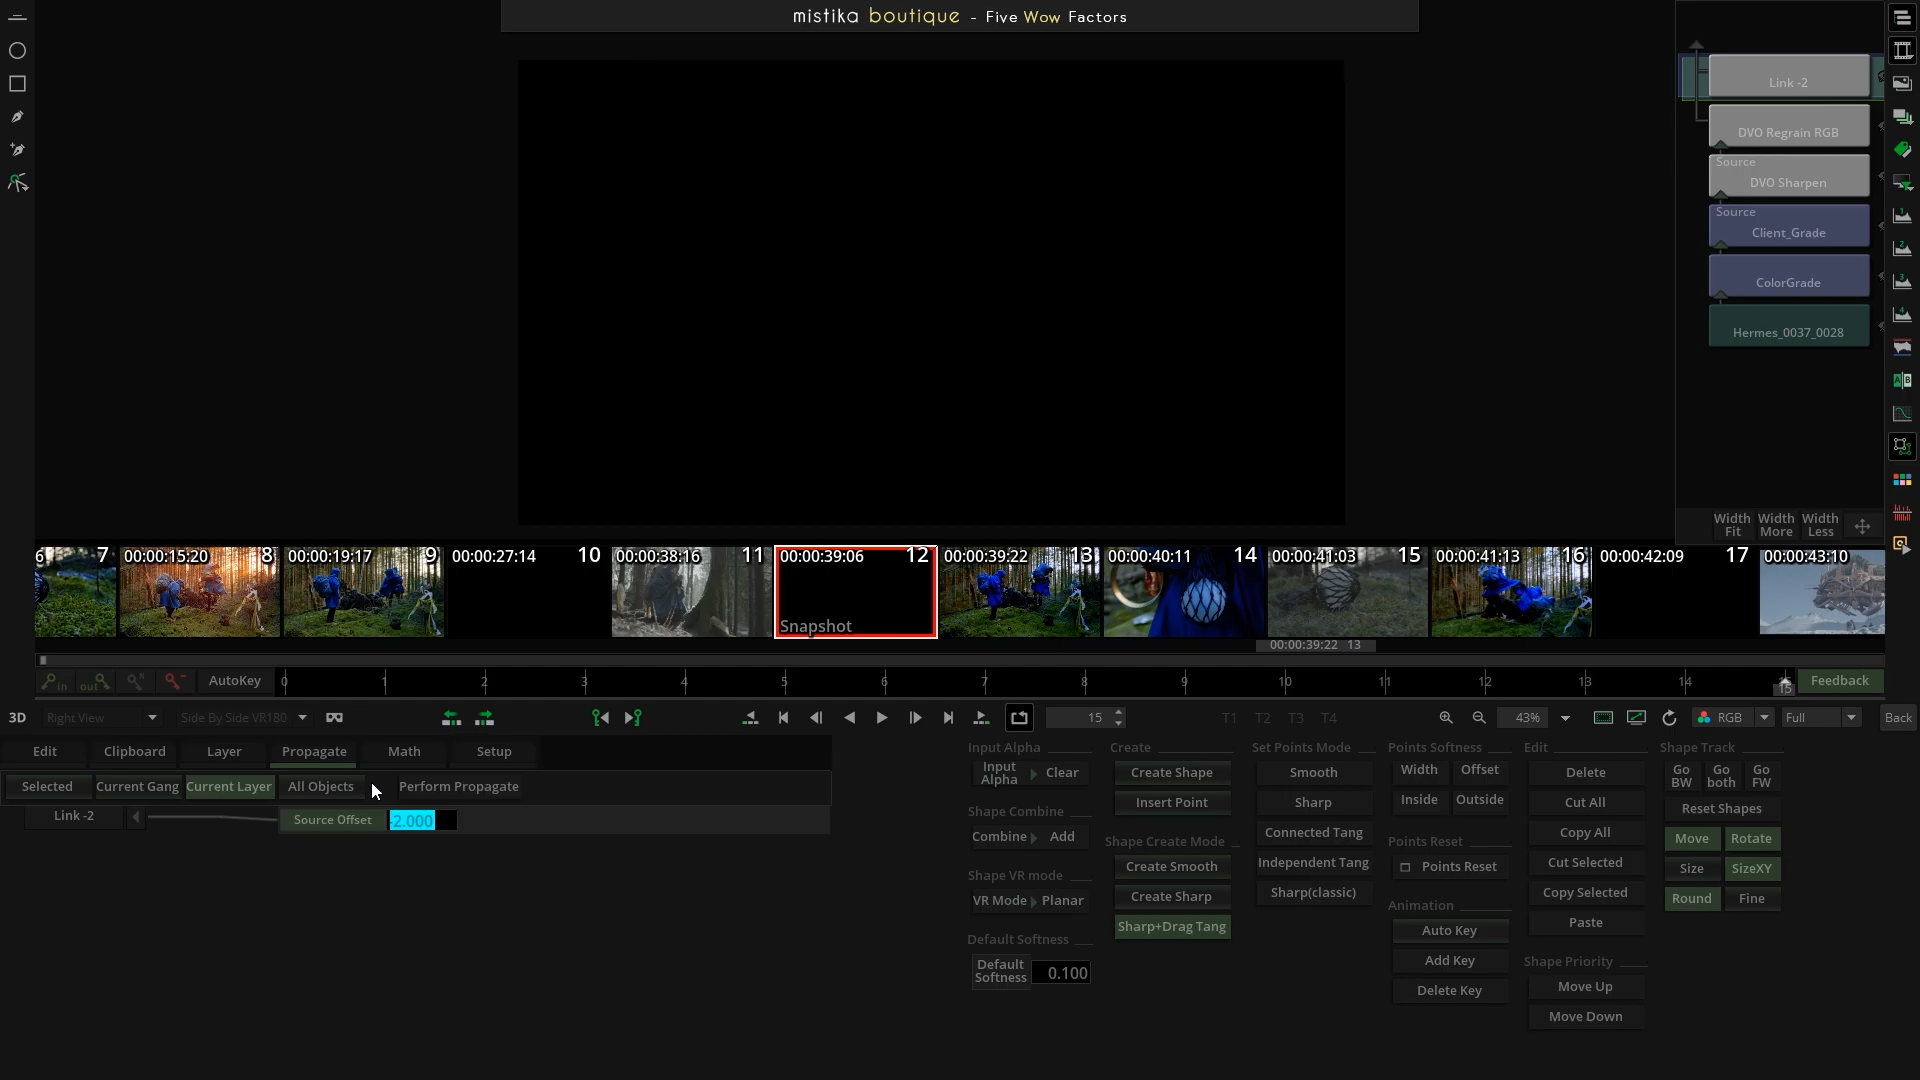 mistika boutique - Five Wow Factors
Link -2
DVO Regrain RGB
Source
DVO Sharpen
Source
Client_Grade
ColorGrade
Hermes_0037_0028
Width Fit
Width More
Width Less
6 7
00:00:15:20 8
00:00:19:17 9
00:00:27:14 10
00:00:38:16 11
00:00:39:06 12
Snapshot
00:00:39:22 13
00:00:40:11 14
00:00:41:03 15
00:00:41:13 16
00:00:42:09 17
00:00:43:10
00:00:39:22 13
in out AutoKey 0 1 2 3 4 5 6 7 8 9 10 11 12 13 14 15 Feedback
3D Right View Side By Side VR180 15 T1 T2 T3 T4 43% RGB Full Back
Edit Clipboard Layer Propagate Math Setup
Selected Current Gang Current Layer All Objects Perform Propagate
Link -2 Source Offset -2.000
Input Alpha
Input Alpha Clear
Shape Combine
Combine Add
Shape VR mode
VR Mode Planar
Default Softness
Default Softness 0.100
Create
Create Shape
Insert Point
Shape Create Mode
Create Smooth
Create Sharp
Sharp+Drag Tang
Set Points Mode
Smooth
Sharp
Connected Tang
Independent Tang
Sharp(classic)
Points Softness
Width Offset
Inside Outside
Points Reset
Points Reset
Animation
Auto Key
Add Key
Delete Key
Edit
Delete
Cut All
Copy All
Cut Selected
Copy Selected
Paste
Shape Priority
Move Up
Move Down
Shape Track
Go BW
Go both
Go FW
Reset Shapes
Move Rotate
Size SizeXY
Round Fine